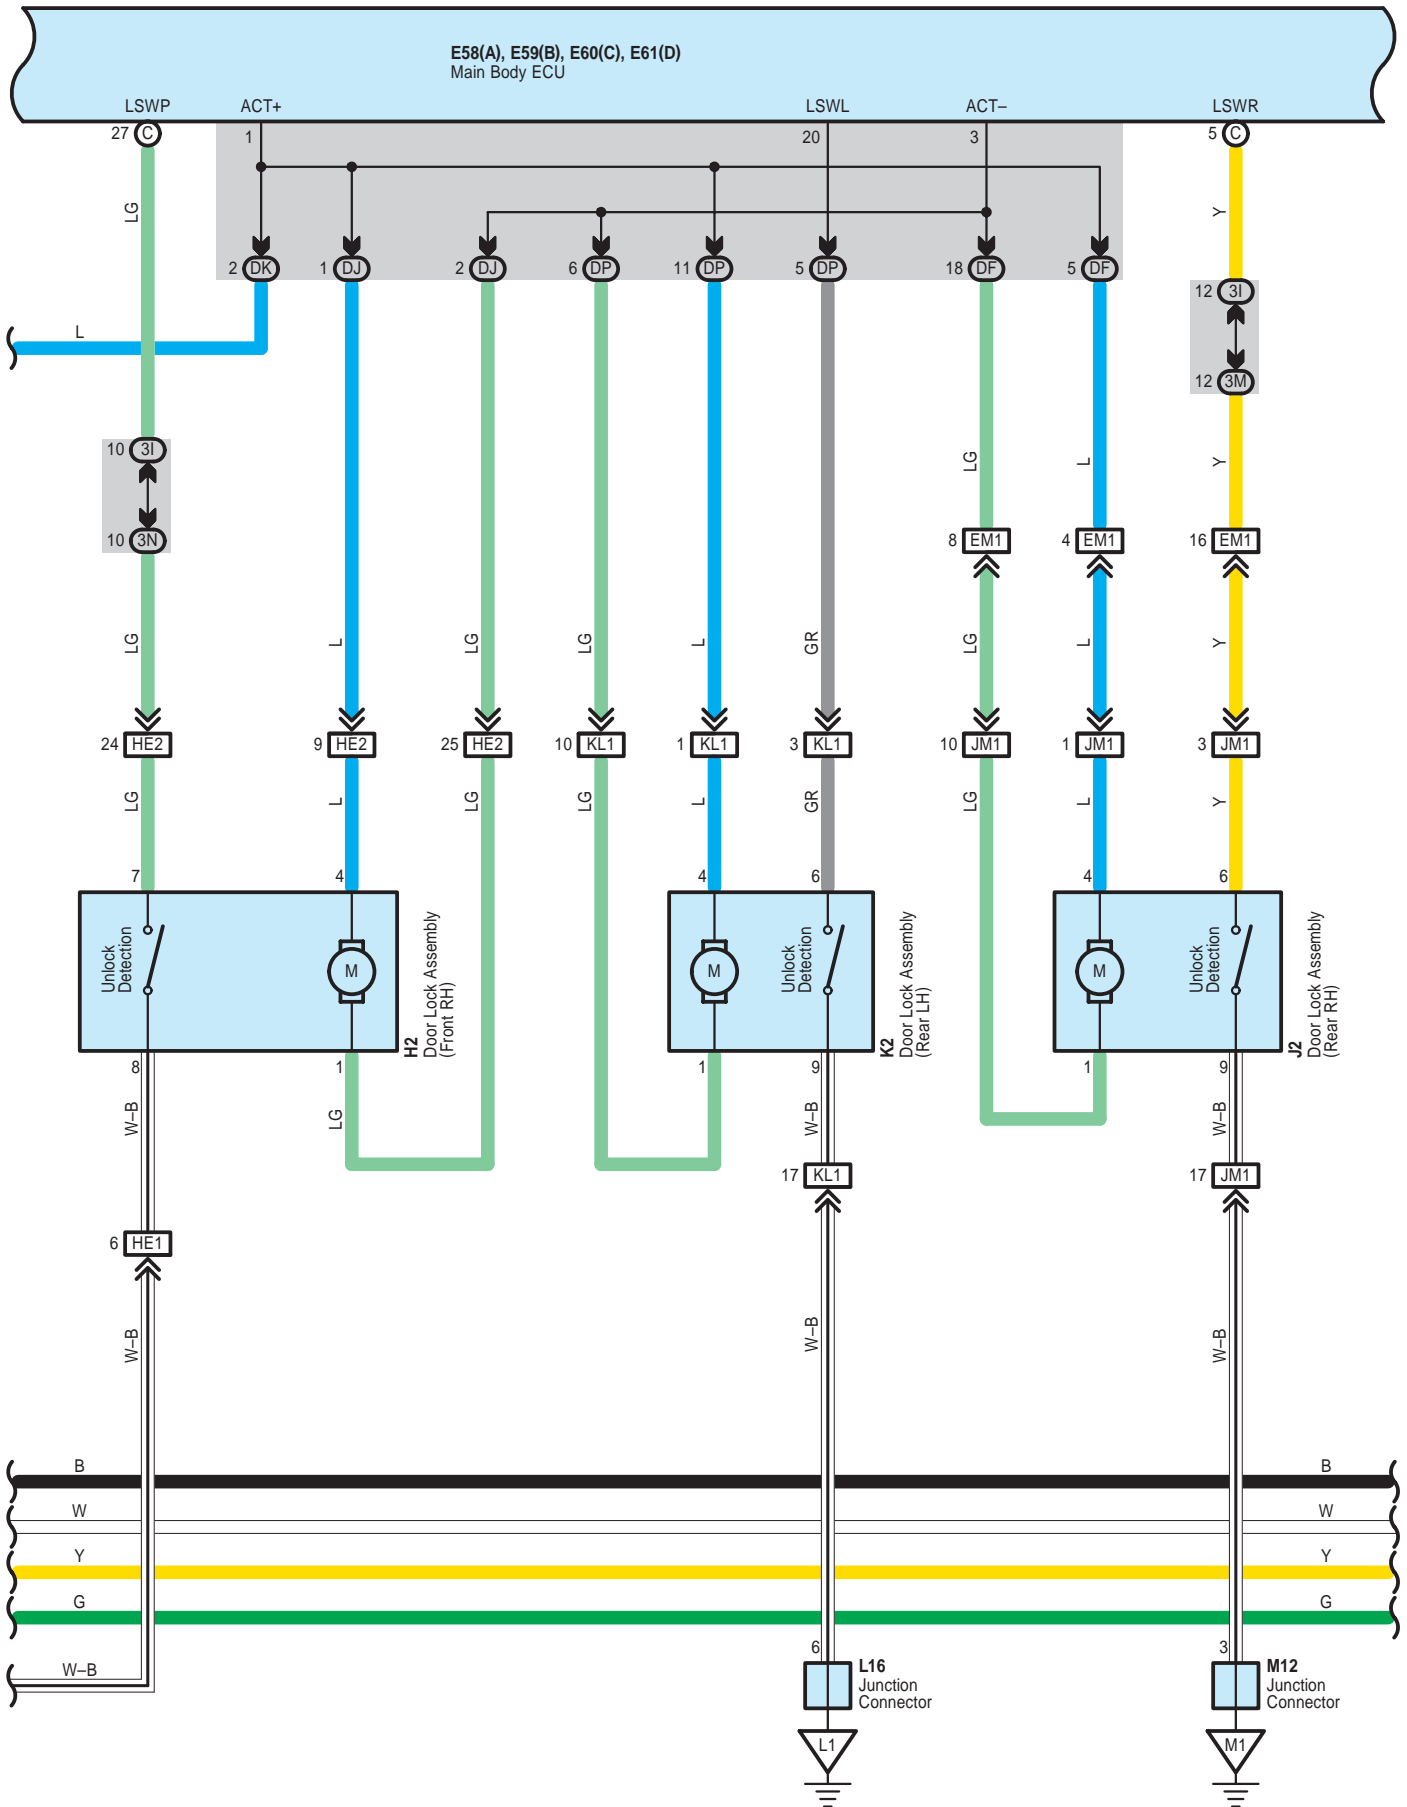 E58(A), E59(B), E60(C), E61(D)
Main Body ECU
LSWP ACT+ LSWL ACT– LSWR
27 C 1 20 3 5 C
LG Y
2 DK 1 DJ 2 DJ 6 DP 11 DP 5 DP 18 DF 5 DF
12 3I
L
12 3M
10 3I LG L Y
10 3N 8 EM1 4 EM1 16 EM1
LG L LG LG L GR LG L Y
24 HE2 9 HE2 25 HE2 10 KL1 1 KL1 3 KL1 10 JM1 1 JM1 3 JM1
LG L LG LG L GR LG L Y
7 4 4 6 4 6
Unlock
Detection
M
H2
Door Lock Assembly
(Front RH)
M
Unlock
Detection
K2
Door Lock Assembly
(Rear LH)
M
Unlock
Detection
J2
Door Lock Assembly
(Rear RH)
8 1 1 9 1 9
W–B LG W–B W–B
17 KL1 17 JM1
6 HE1
W–B W–B W–B
B B
W W
Y Y
G G
6 3
W–B
L16
Junction
Connector
M12
Junction
Connector
L1 M1